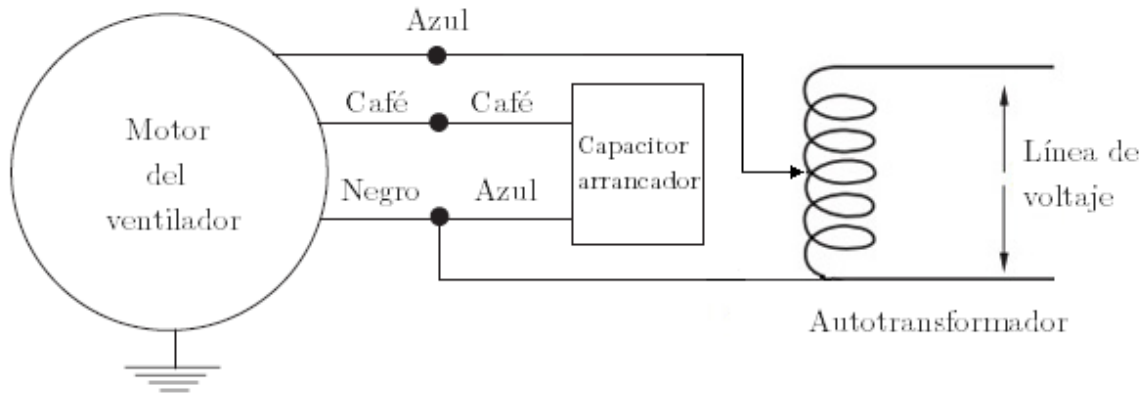 Azul
Café
Café
Motor
del
ventilador
Capacitor
arrancador
Negro
Azul
Línea de
voltaje
Autotransformador